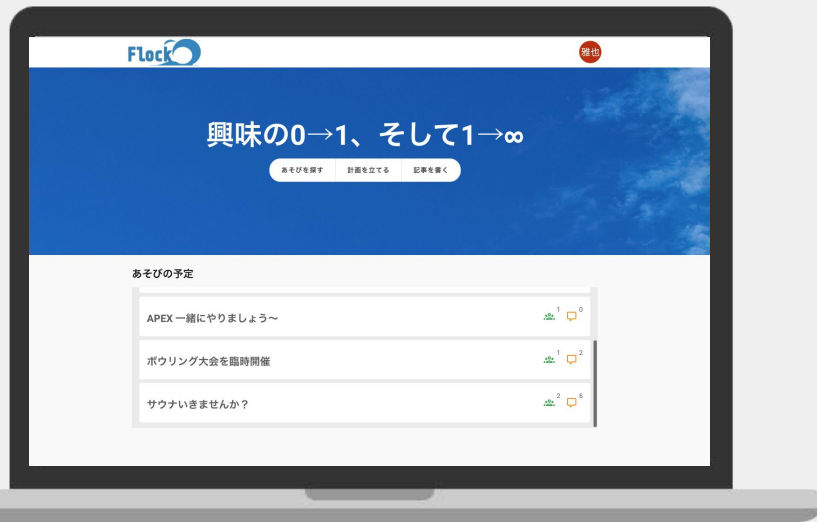 Flock
雅也
興味の0→1、そして1→∞
あそびを探す 計画を立てる 記事を書く
あそびの予定
APEX 一緒にやりましょう〜 1 0
ボウリング大会を臨時開催 1 2
サウナいきませんか？ 2 6